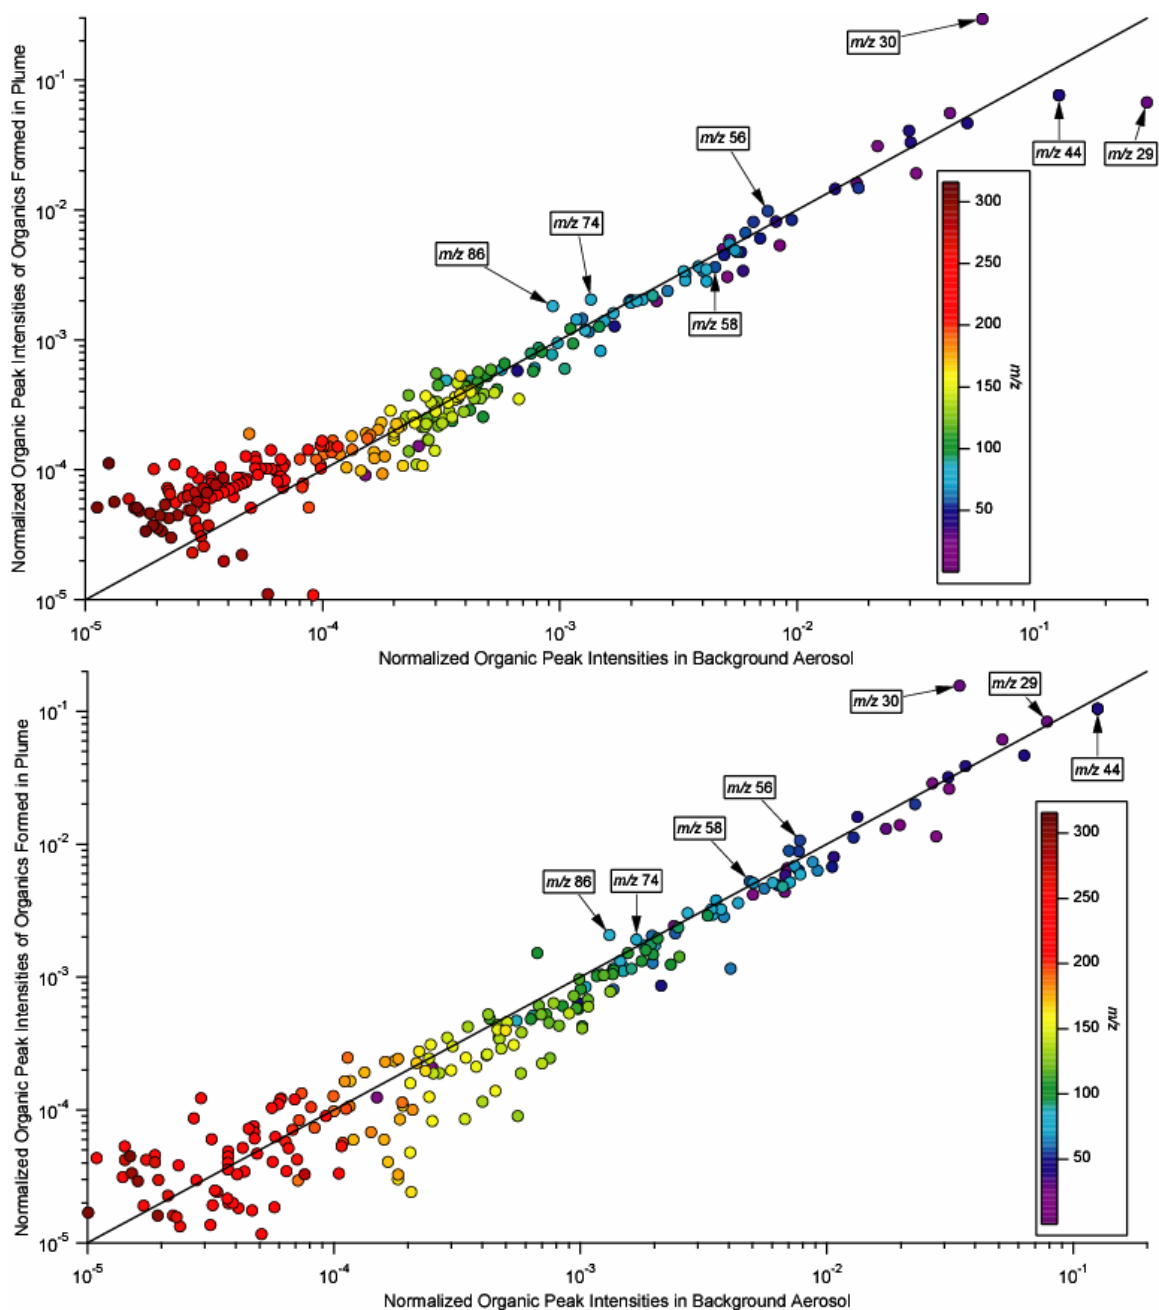 Normalized Organic Peak Intensities of Organics Formed in Plume
10-1
10-2
10-3
10-4
10-5
m/z 30
m/z 56
m/z 44
m/z 29
m/z 74
m/z 86
m/z 58
300
250
200
150
100
50
m/z
10-5
10-4
10-3
10-2
10-1
Normalized Organic Peak Intensities in Background Aerosol
Normalized Organic Peak Intensities of Organics Formed in Plume
10-1
10-2
10-3
10-4
10-5
m/z 30
m/z 29
m/z 44
m/z 56
m/z 58
m/z 86
m/z 74
300
250
200
150
100
50
m/z
10-5
10-4
10-3
10-2
10-1
Normalized Organic Peak Intensities in Background Aerosol